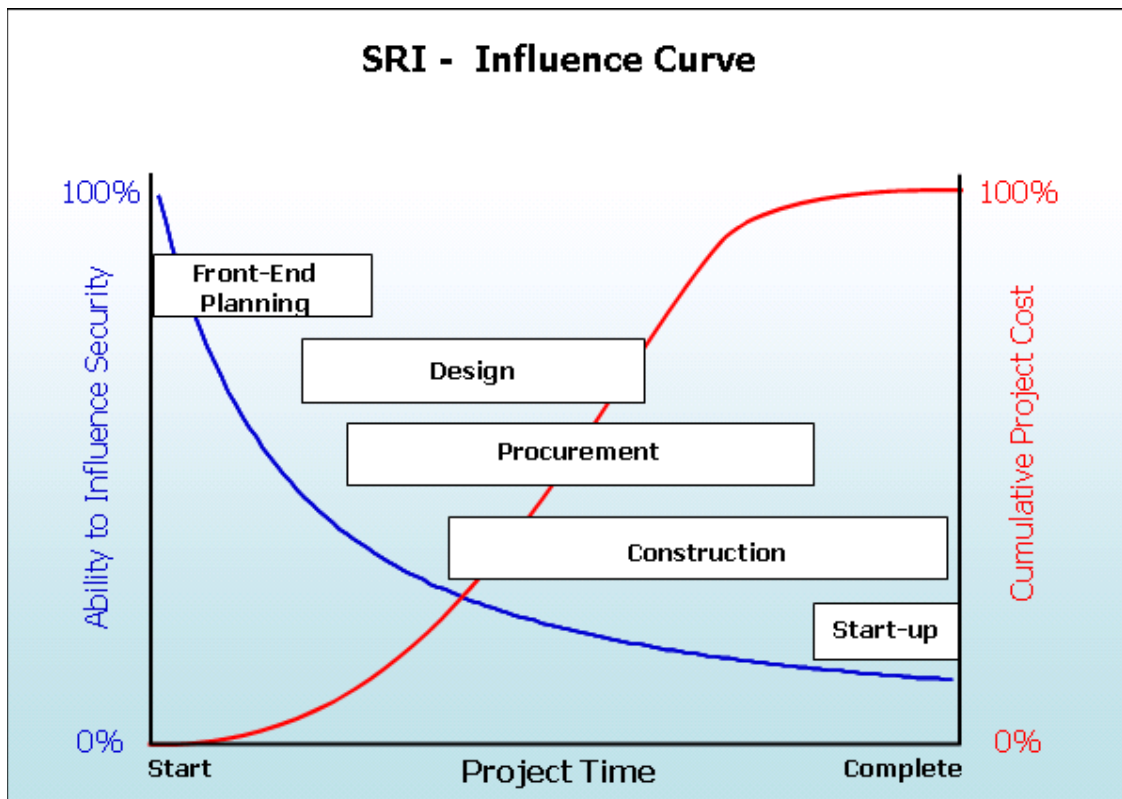 SRI -  Influence Curve
100%
100%
Ability to Influence Security
Cumulative Project Cost
Front-End
Planning
Design
Procurement
Construction
Start-up
0%
0%
Start
Project Time
Complete